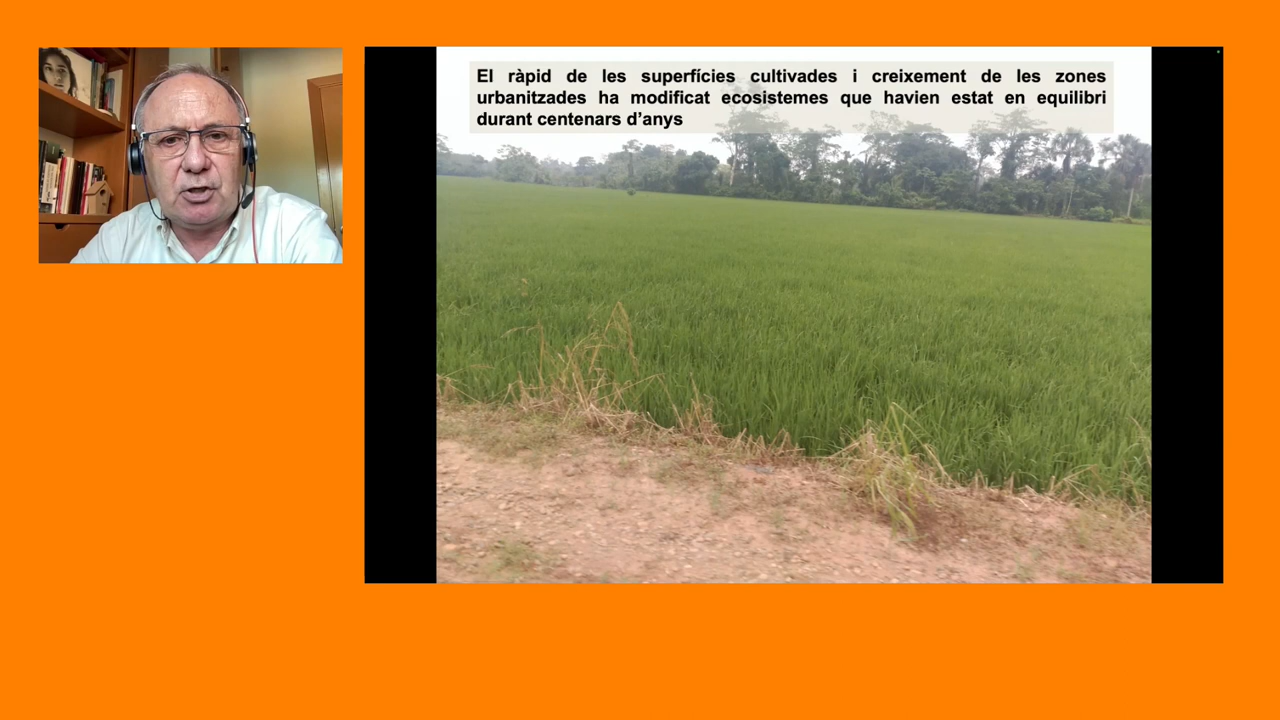 El ràpid de les superfícies cultivades i creixement de les zones
urbanitzades ha modificat ecosistemes que havien estat en equilibri
durant centenars d’anys